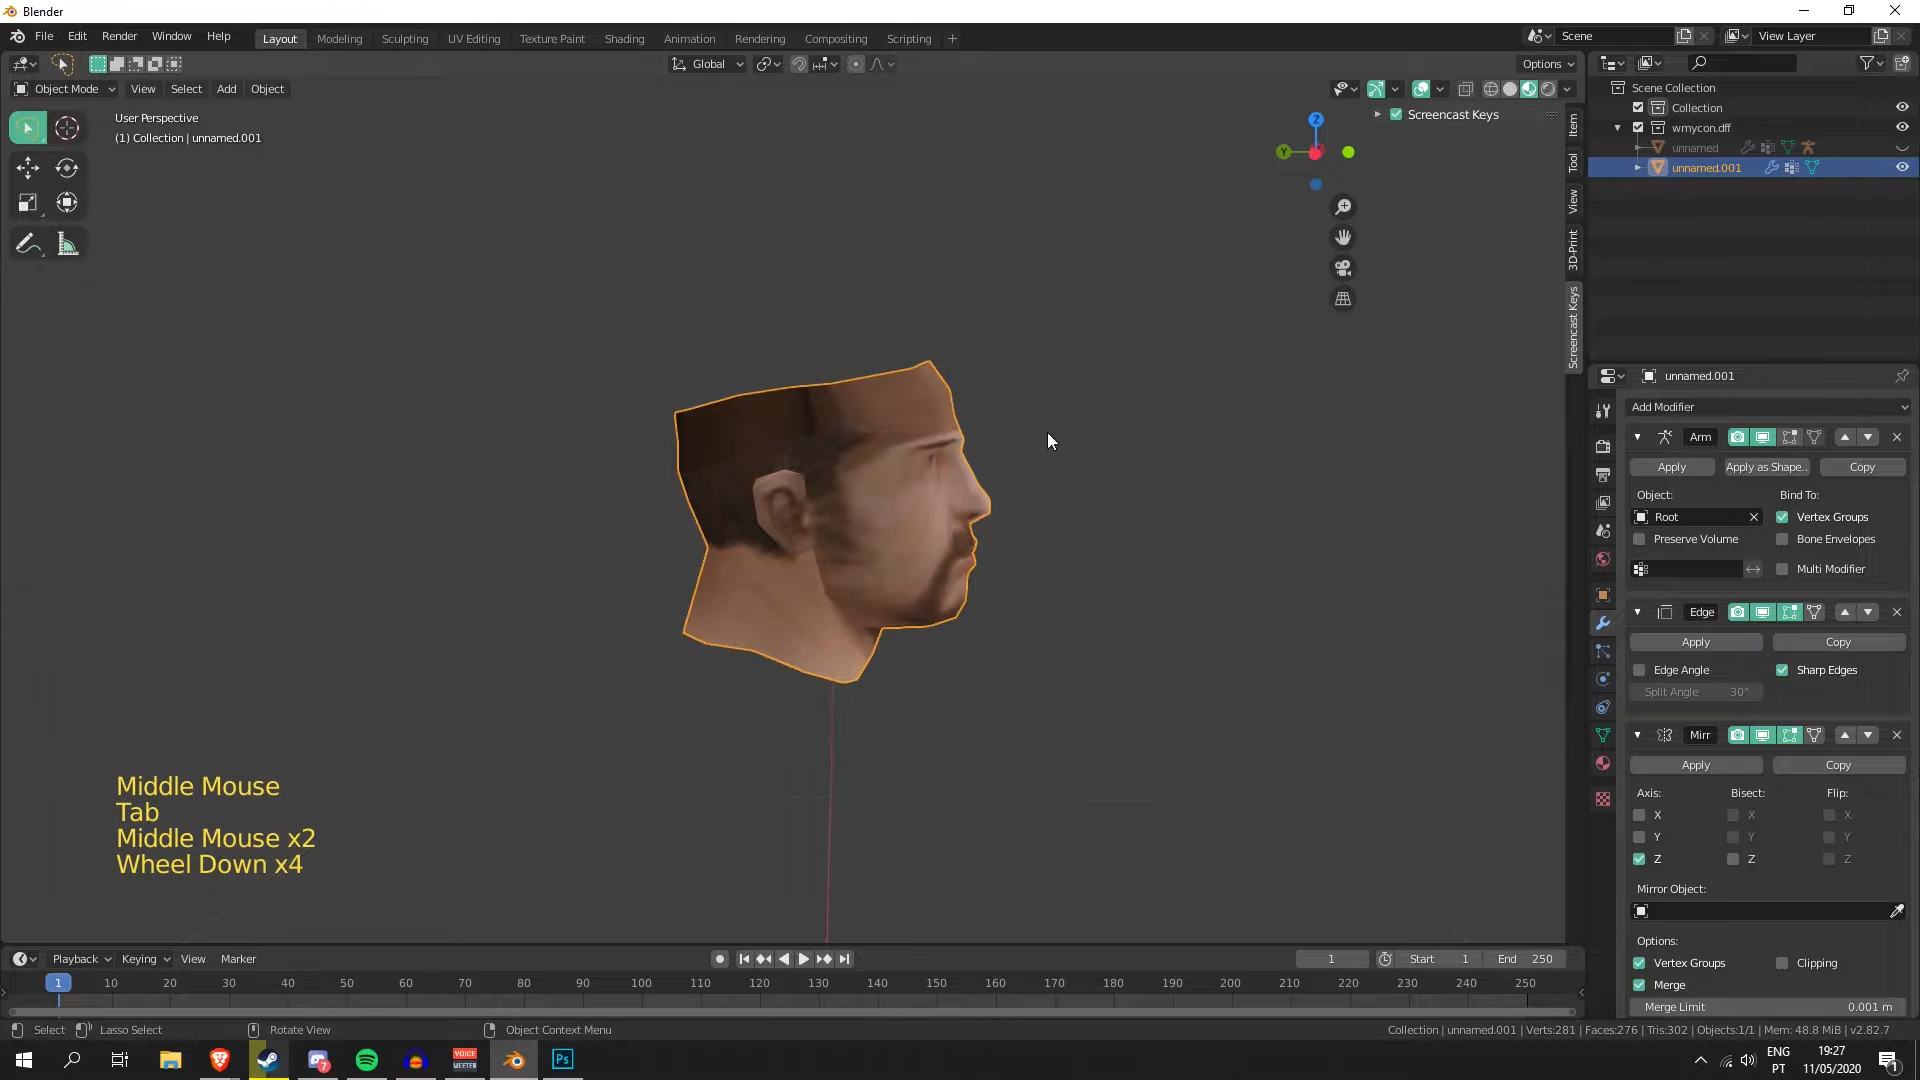 Blender
File Edit Render Window Help
Layout Modeling Sculpting UV Editing Texture Paint Shading Animation Rendering Compositing Scripting
Scene
View Layer
Global
Options
Object Mode View Select Add Object
User Perspective
(1) Collection | unnamed.001
Screencast Keys
Z
Y
Item
Tool
View
3D-Print
Screencast Keys
Scene Collection
Collection
wmycon.dff
unnamed
unnamed.001
unnamed.001
Add Modifier
Arm
Apply Apply as Shape.. Copy
Object: Bind To:
Root Vertex Groups
Preserve Volume Bone Envelopes
Multi Modifier
Edge
Apply Copy
Edge Angle Sharp Edges
Split Angle 30°
Mirr
Apply Copy
Axis: Bisect: Flip:
X X X
Y Y Y
Z Z Z
Mirror Object:
Options:
Vertex Groups Clipping
Merge
Merge Limit 0.001 m
Middle Mouse
Tab
Middle Mouse x2
Wheel Down x4
Playback Keying View Marker
1 Start 1 End 250
1 10 20 30 40 50 60 70 80 90 100 110 120 130 140 150 160 170 180 190 200 210 220 230 240 250
Select Lasso Select Rotate View Object Context Menu
Collection | unnamed.001 | Verts:281 | Faces:276 | Tris:302 | Objects:1/1 | Mem: 48.8 MiB | v2.82.7
7
VOICE
MEETER
Ps
ENG
PT
19:27
11/05/2020
1